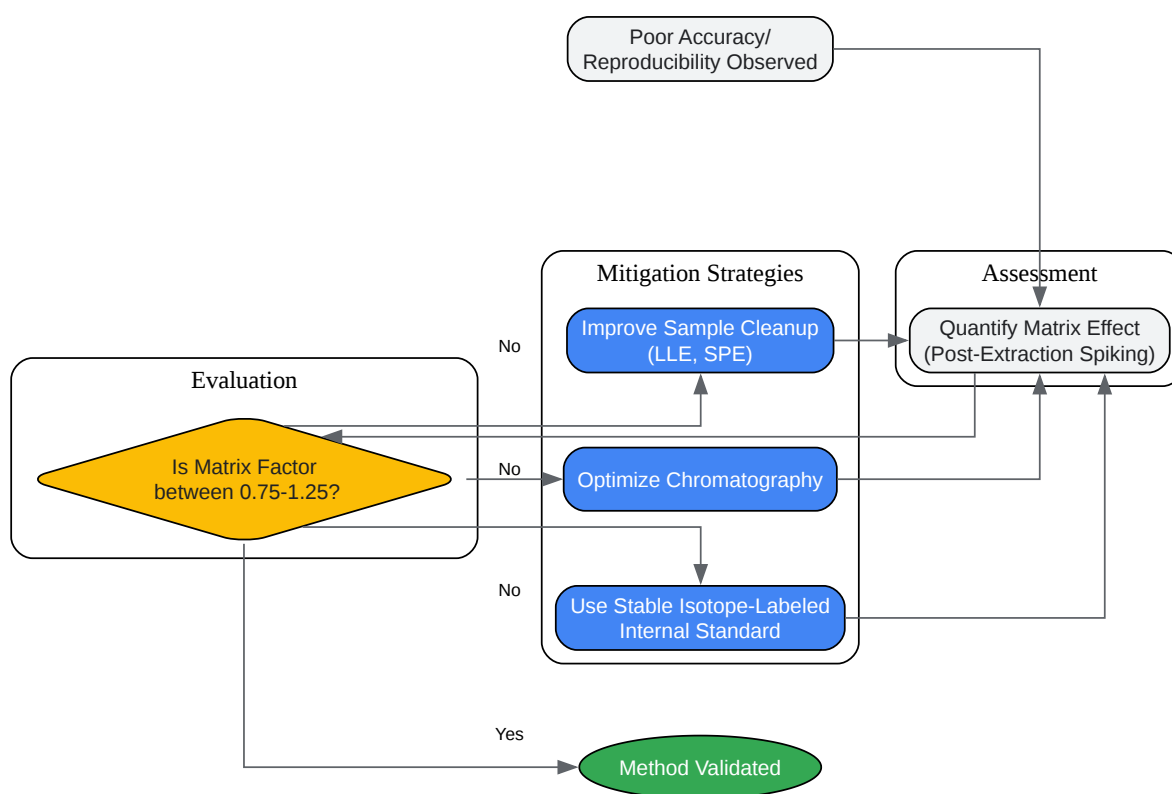 Poor Accuracy/
Reproducibility Observed
Mitigation Strategies
Assessment
Improve Sample Cleanup
(LLE, SPE)
Quantify Matrix Effect
(Post-Extraction Spiking)
No
Evaluation
Is Matrix Factor
between 0.75-1.25?
No
Optimize Chromatography
No
Use Stable Isotope-Labeled
Internal Standard
Yes
Method Validated